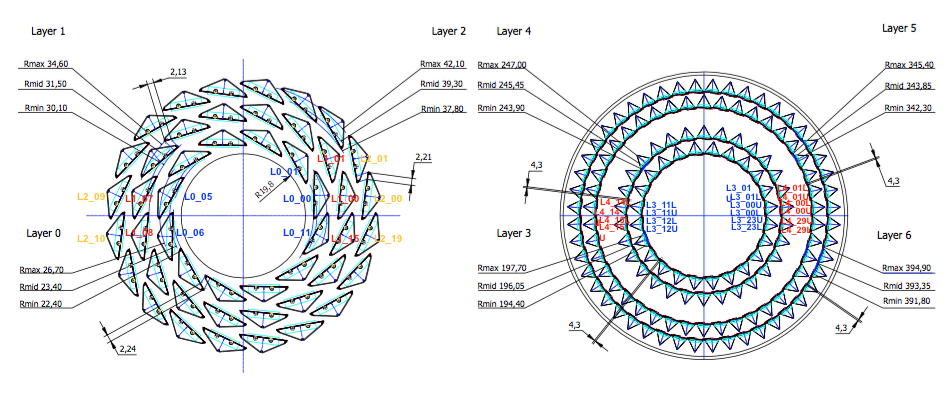 Layer 1
Layer 2
Layer 4
Layer 5
Rmax 34,60
2,13
Rmax 42,10
Rmax 247,00
Rmax 345,40
Rmid 31,50
Rmid 39,30
Rmid 245,45
Rmid 343,85
Rmin 30,10
Rmin 37,80
Rmin 243,90
Rmin 342,30
L1_01
L2_01
2,21
4,3
4,3
L0_01
R19,8
L2_09
L1_07
L0_05
L0_00
L1_00
L2_00
L3_01
U
L3_01L
L3_00U
L3_00L
L3_23U
L3_23L
L4_01L
L4_01U
L4_00L
L4_00U
L4_29U
L4_29L
L3_11L
L3_11U
L3_12L
L3_12U
L4_14
U
Layer 0
L2_10
L1_08
L0_06
L0_11
L1_15
L2_19
Layer 3
Layer 6
Rmax 26,70
Rmax 197,70
Rmax 394,90
Rmid 23,40
Rmid 196,05
Rmid 393,35
Rmin 22,40
Rmin 194,40
Rmin 391,80
2,24
4,3
4,3